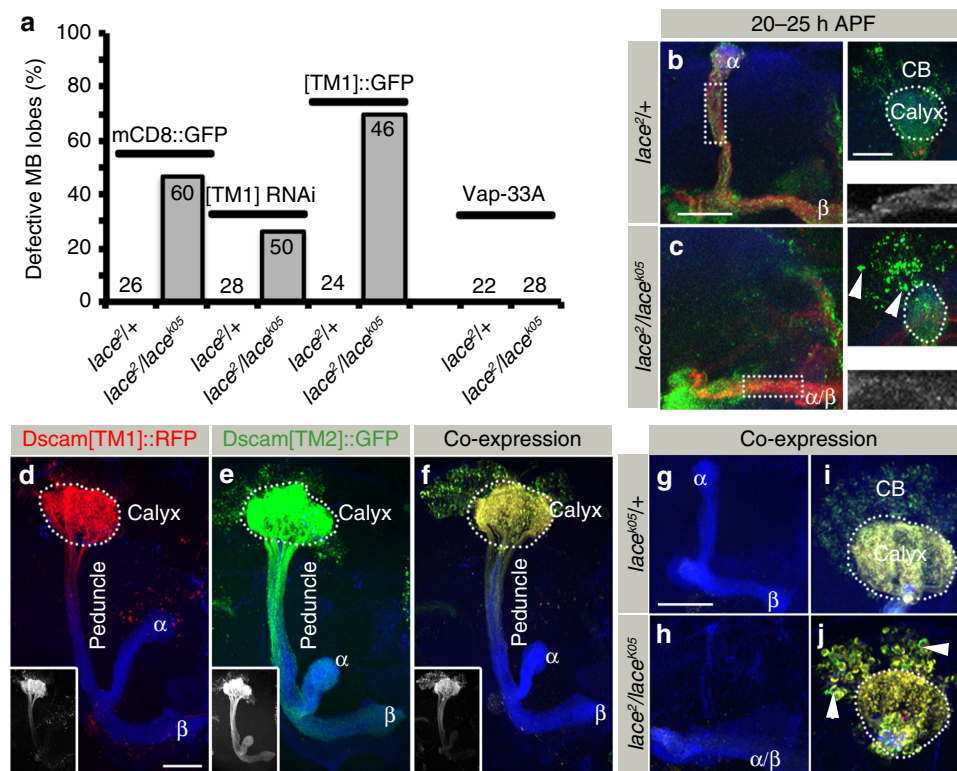 a
100
80
60
40
20
0
Defective MB lobes (%)
mCD8::GFP
[TM1] RNAi
[TM1]::GFP
Vap-33A
26
60
28
50
24
46
22
28
lace²/+
lace²/laceᵏ⁰⁵
lace²/+
lace²/laceᵏ⁰⁵
lace²/+
lace²/laceᵏ⁰⁵
lace²/+
lace²/laceᵏ⁰⁵
20–25 h APF
lace²/+
b
α
β
CB
Calyx
lace²/laceᵏ⁰⁵
c
α/β
Dscam[TM1]::RFP
Dscam[TM2]::GFP
Co-expression
d
Calyx
Peduncle
α
β
e
Calyx
Peduncle
α
β
f
Calyx
Peduncle
α
β
Co-expression
laceᵏ⁰⁵/+
g
α
β
i
CB
Calyx
lace²/laceᴷ⁰⁵
h
α/β
j